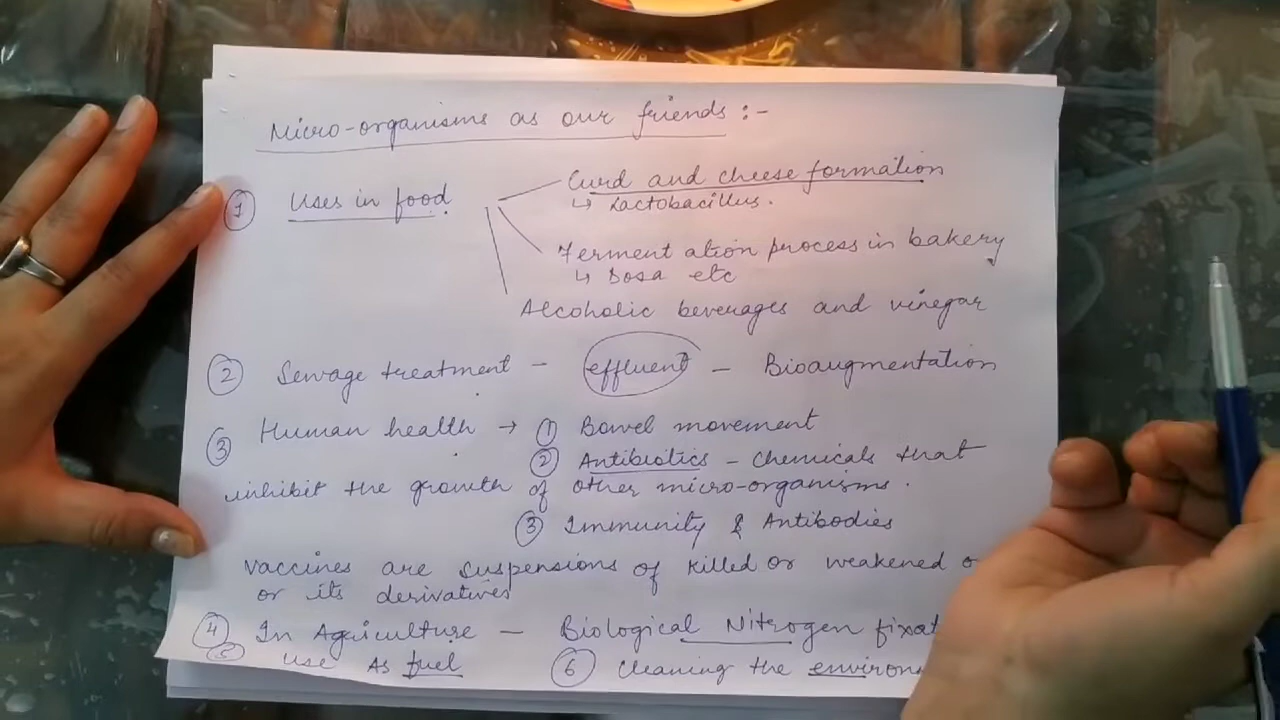 Micro-organisms as our friends :-
① Uses in food
Curd and cheese formation
↳ Lactobacillus.
Fermentation process in bakery
↳ Dosa etc
Alcoholic beverages and vinegar
② Sewage treatment - effluent - Bioaugmentation
③ Human health → ① Bowel movement
② Antibiotics - Chemicals that
inhibit the growth of other micro-organisms.
③ Immunity & Antibodies
Vaccines are suspensions of killed or weakened
or its derivatives
④ In Agriculture - Biological Nitrogen fixat
⑤ Use As fuel ⑥ Cleaning the environ